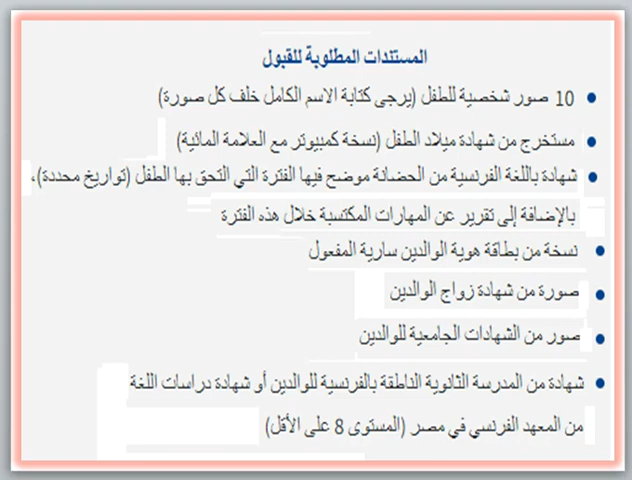 المستندات المطلوبة للقبول
10 صور شخصية للطفل (يرجى كتابة الاسم الكامل خلف كل صورة)
مستخرج من شهادة ميلاد الطفل (نسخة كمبيوتر مع العلامة المائية)
شهادة باللغة الفرنسية من الحضانة موضح فيها الفترة التي التحق بها الطفل (تواريخ محددة)،
بالإضافة إلى تقرير عن المهارات المكتسبة خلال هذه الفترة
نسخة من بطاقة هوية الوالدين سارية المفعول
صورة من شهادة زواج الوالدين
صور من الشهادات الجامعية للوالدين
شهادة من المدرسة الثانوية الناطقة بالفرنسية للوالدين أو شهادة دراسات اللغة
من المعهد الفرنسي في مصر (المستوى 8 على الأقل)